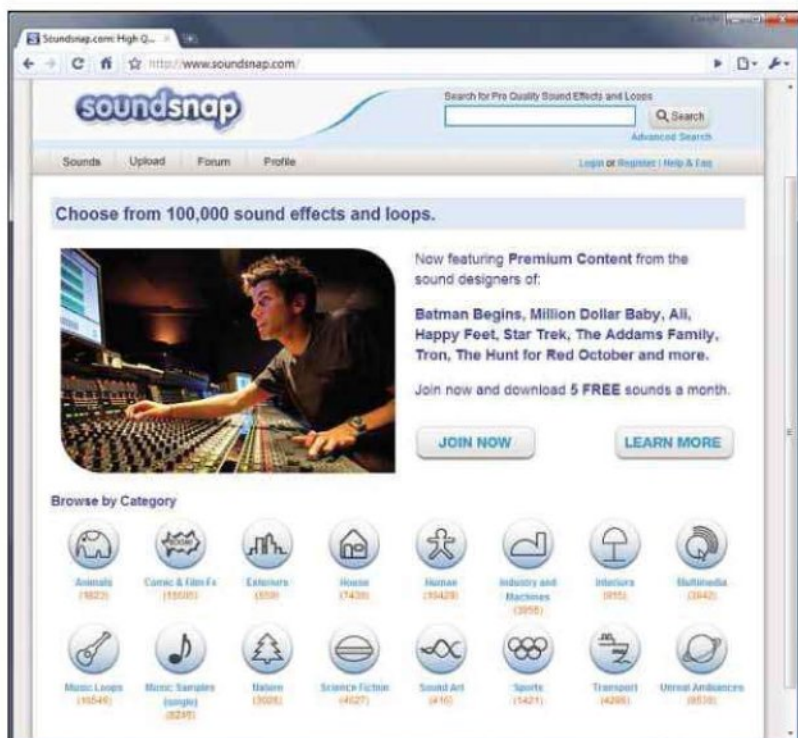 Soundsnap.com: High Q...
http://www.soundsnap.com/
soundsnap
Search for Pro Quality Sound Effects and Loops
Search
Advanced Search
Sounds Upload Forum Profile
Login or Register | Help & Faq
Choose from 100,000 sound effects and loops.
Now featuring Premium Content from the
sound designers of:
Batman Begins, Million Dollar Baby, Ali,
Happy Feet, Star Trek, The Addams Family,
Tron, The Hunt for Red October and more.
Join now and download 5 FREE sounds a month.
JOIN NOW LEARN MORE
Browse by Category
Animals Comic & Film Fx Exteriors House Human Industry and Machines Interiors Multimedia
Music Loops Music Samples (single) Nature Science Fiction Sound Art Sports Transport Unreal Ambiances